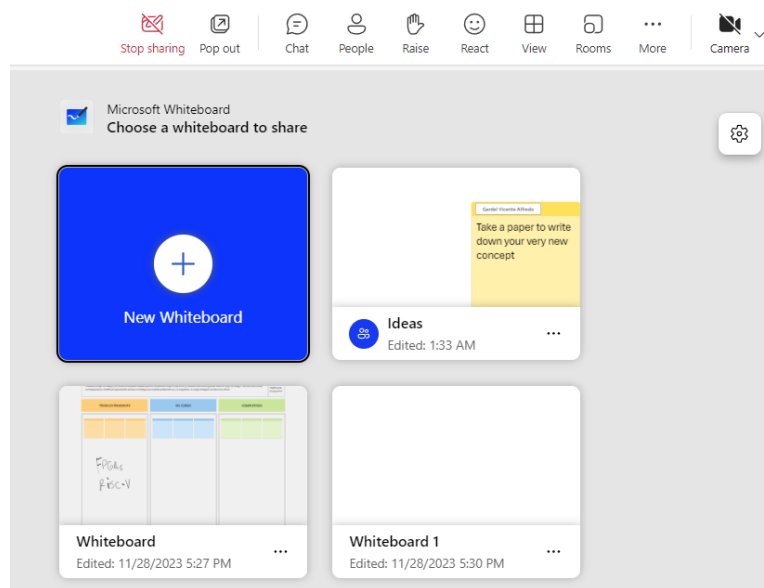 Stop sharing
Pop out
Chat
People
Raise
React
View
Rooms
More
Camera
Microsoft Whiteboard
Choose a whiteboard to share
New Whiteboard
Take a paper to write
down your very new
concept
Ideas
Edited: 1:33 AM
FPGAs
RISC-V
Whiteboard
Edited: 11/28/2023 5:27 PM
Whiteboard 1
Edited: 11/28/2023 5:30 PM